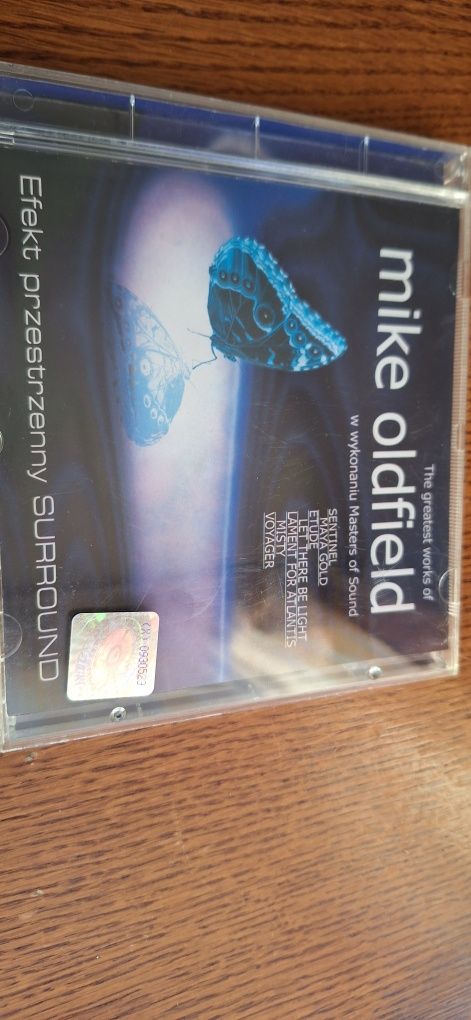 The greatest works of
mike oldfield
w wykonaniu Masters of Sound
SENTINEL
MAYA GOLD
ETUDE
LET THERE BE LIGHT
LAMENT FOR ATLANTIS
MISTY
VOYAGER
Efekt przestrzenny SURROUND